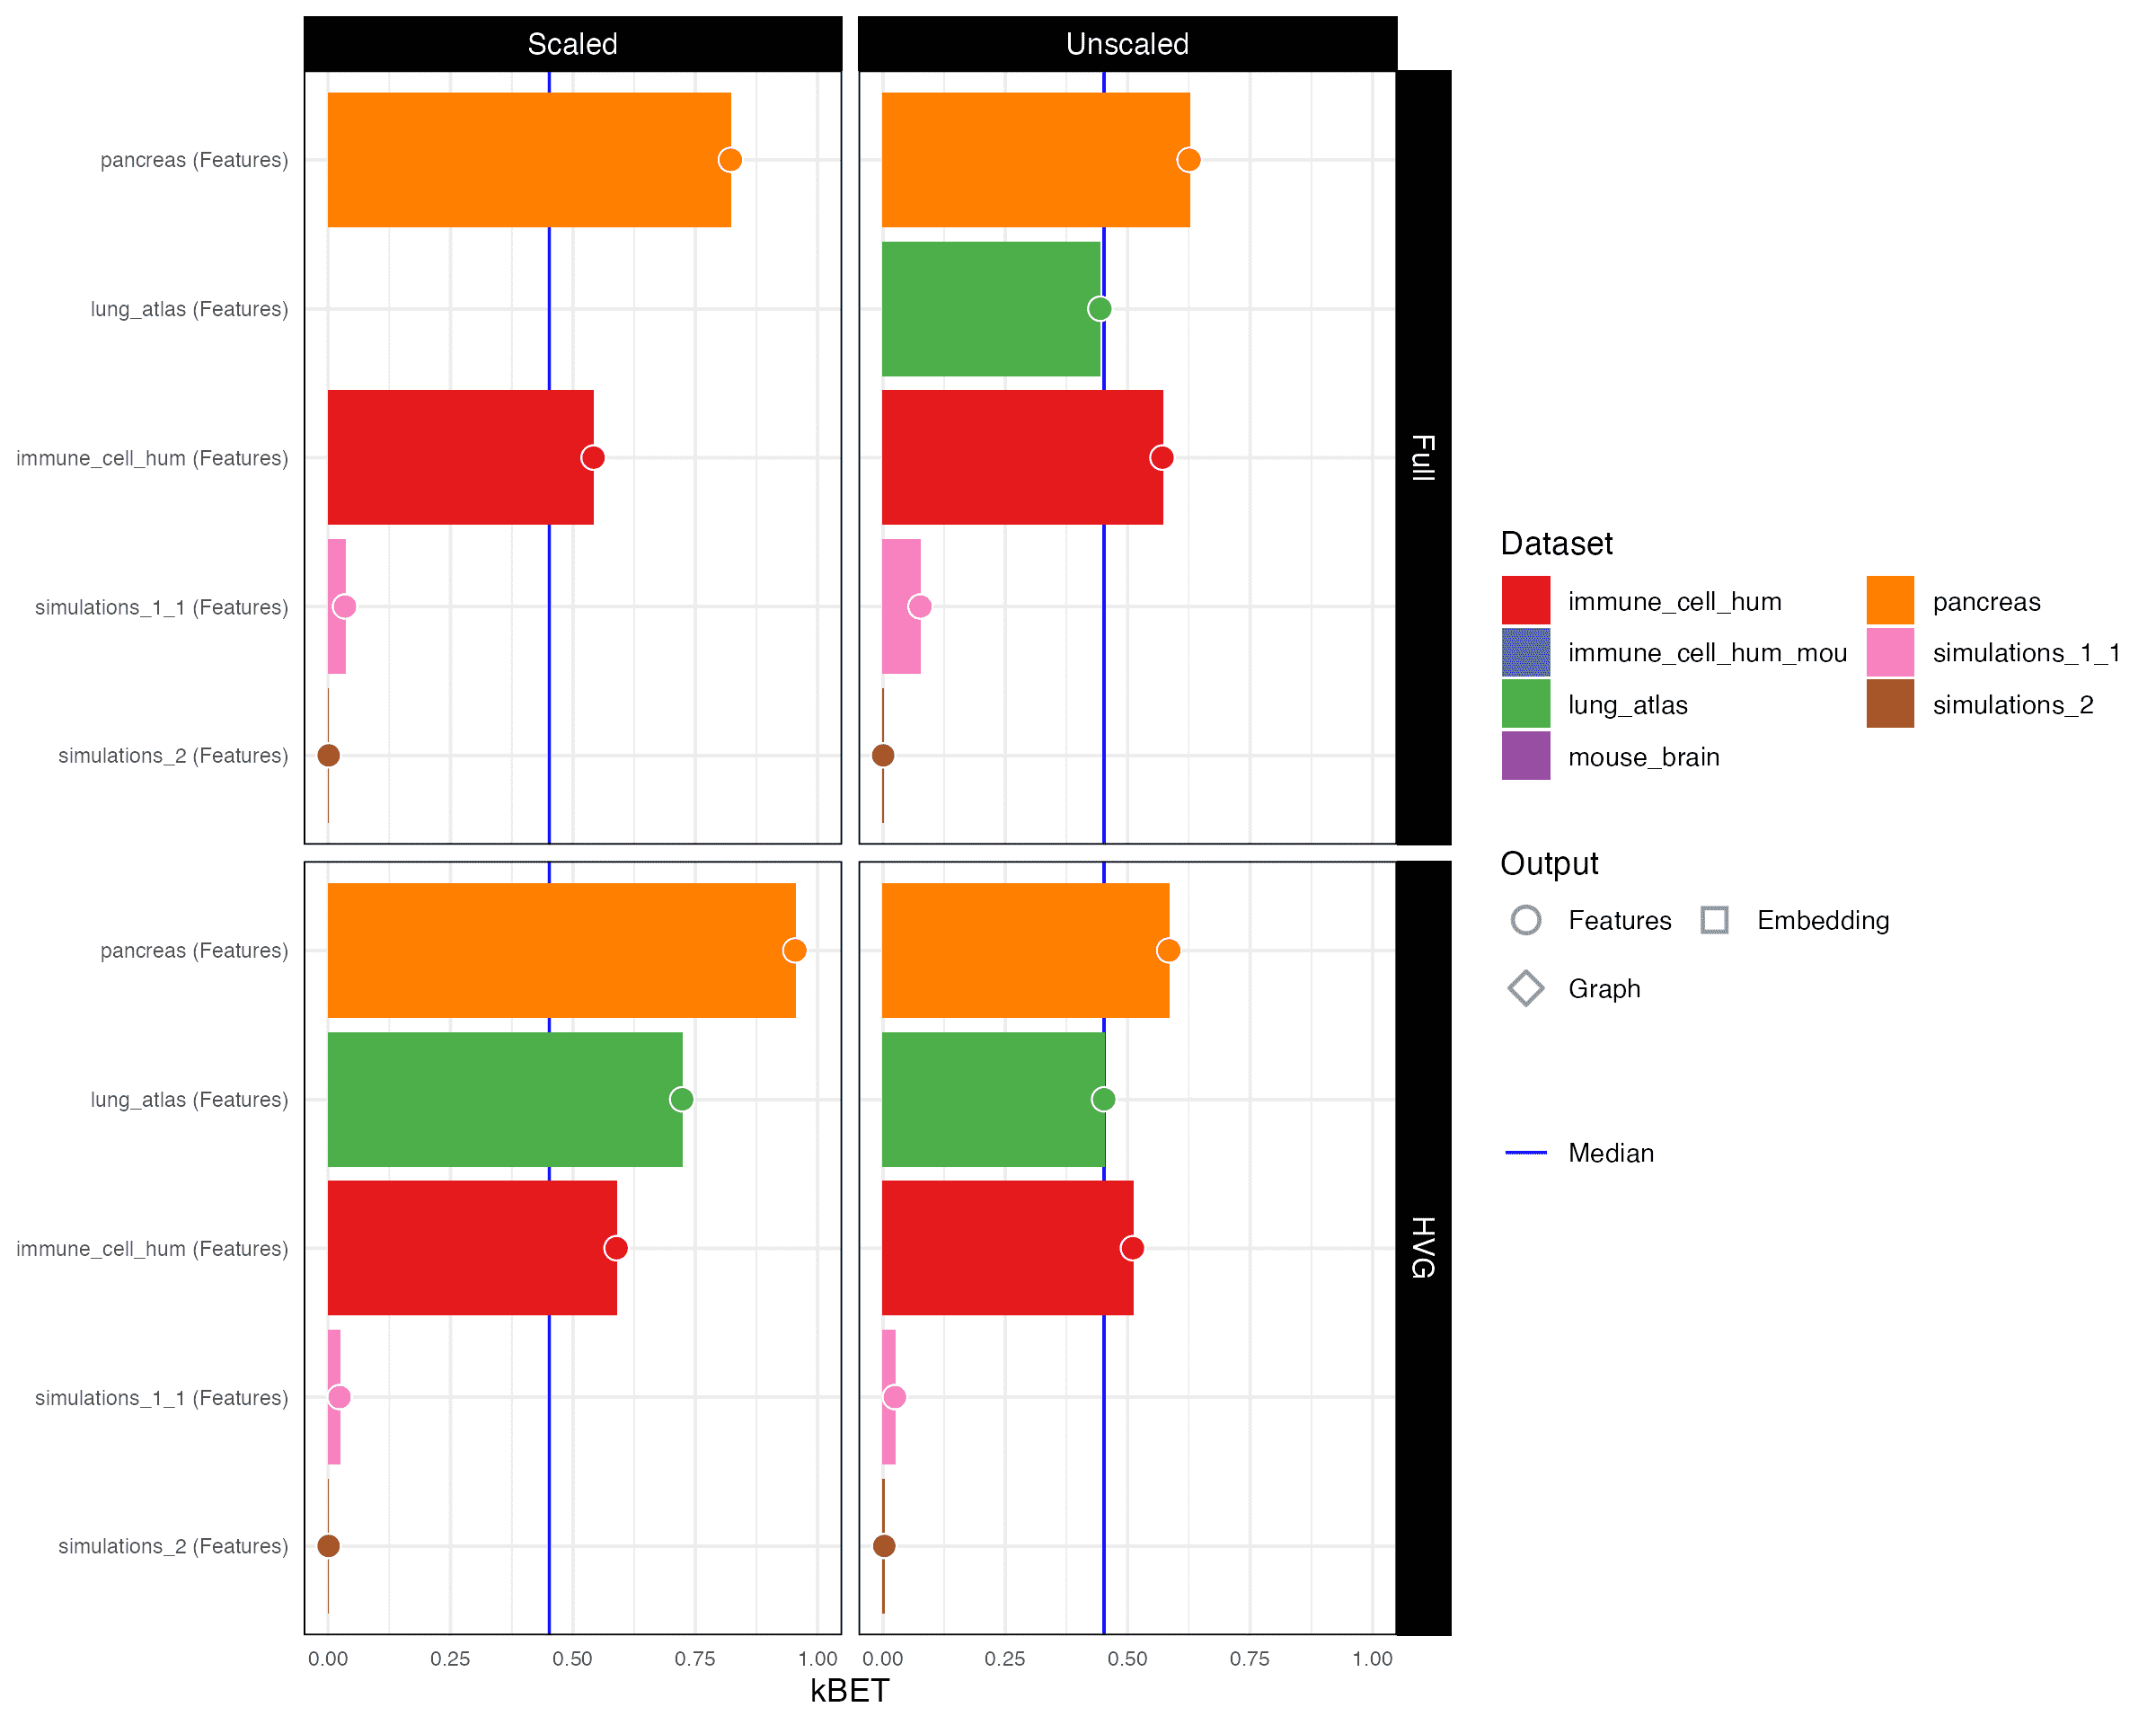 Scaled
Unscaled
pancreas (Features)
lung_atlas (Features)
immune_cell_hum (Features)
simulations_1_1 (Features)
simulations_2 (Features)
Full
pancreas (Features)
lung_atlas (Features)
immune_cell_hum (Features)
simulations_1_1 (Features)
simulations_2 (Features)
HVG
0.00 0.25 0.50 0.75 1.00
0.00 0.25 0.50 0.75 1.00
kBET
Dataset
immune_cell_hum
immune_cell_hum_mou
lung_atlas
mouse_brain
pancreas
simulations_1_1
simulations_2
Output
Features
Embedding
Graph
Median